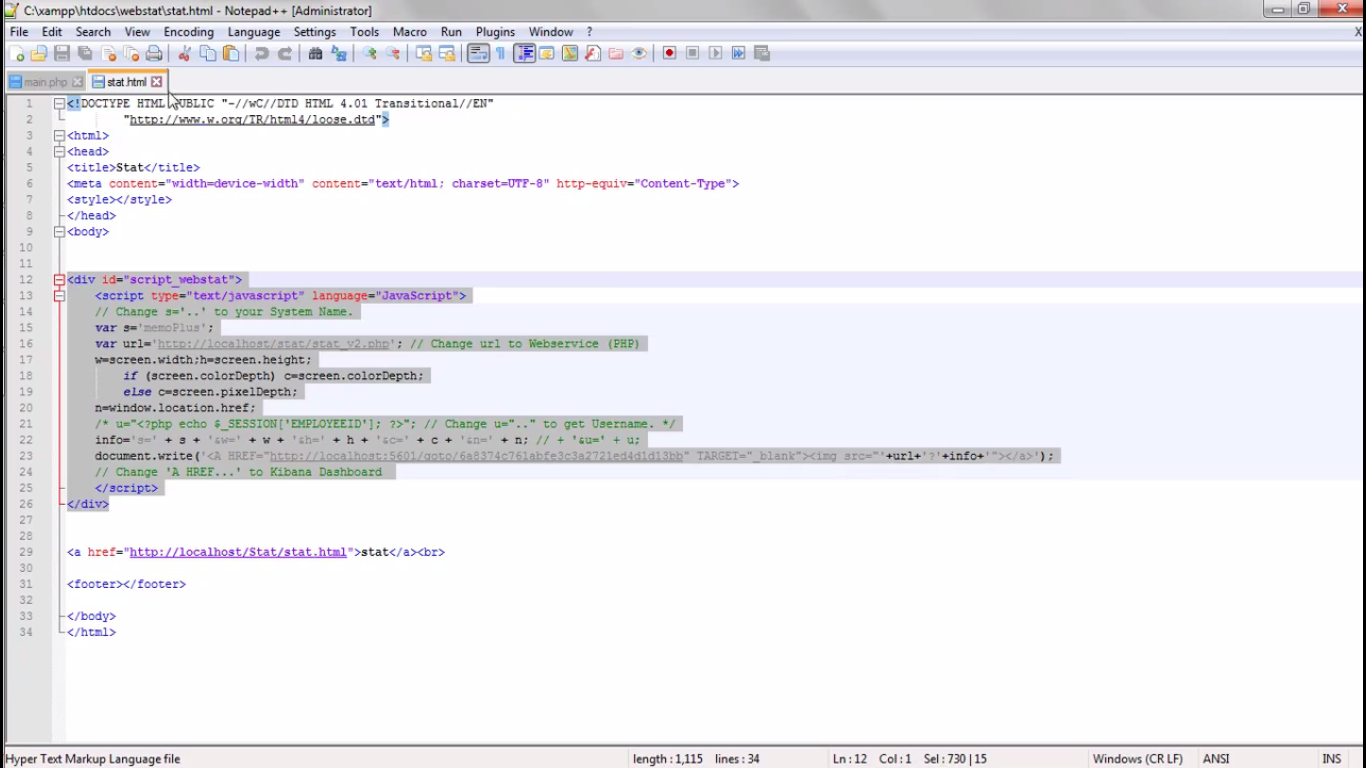 C:\xampp\htdocs\webstat\stat.html - Notepad++ [Administrator]
File Edit Search View Encoding Language Settings Tools Macro Run Plugins Window ? X
main.php stat.html
1 <!DOCTYPE HTML PUBLIC "-//wC//DTD HTML 4.01 Transitional//EN"
2 "http://www.w.org/TR/html4/loose.dtd">
3 <html>
4 <head>
5 <title>Stat</title>
6 <meta content="width=device-width" content="text/html; charset=UTF-8" http-equiv="Content-Type">
7 <style></style>
8 </head>
9 <body>
10
11
12 <div id="script_webstat">
13 <script type="text/javascript" language="JavaScript">
14 // Change s='..' to your System Name.
15 var s='memoPlus';
16 var url='http://localhost/stat/stat_v2.php'; // Change url to Webservice (PHP)
17 w=screen.width;h=screen.height;
18 if (screen.colorDepth) c=screen.colorDepth;
19 else c=screen.pixelDepth;
20 n=window.location.href;
21 /* u="<?php echo $_SESSION['EMPLOYEEID']; ?>"; // Change u=".." to get Username. */
22 info='s=' + s + '&w=' + w + '&h=' + h + '&c=' + c + '&n=' + n; // + '&u=' + u;
23 document.write('<A HREF="http://localhost:5601/goto/6a8374c761abfe3c3a2721ed4d1d13bb" TARGET="_blank"><img src="'+url+'?'+info+'"></a>');
24 // Change 'A HREF...' to Kibana Dashboard
25 </script>
26 </div>
27
28
29 <a href="http://localhost/Stat/stat.html">stat</a><br>
30
31 <footer></footer>
32
33 </body>
34 </html>
Hyper Text Markup Language file length : 1,115 lines : 34 Ln : 12 Col : 1 Sel : 730 | 15 Windows (CR LF) ANSI INS